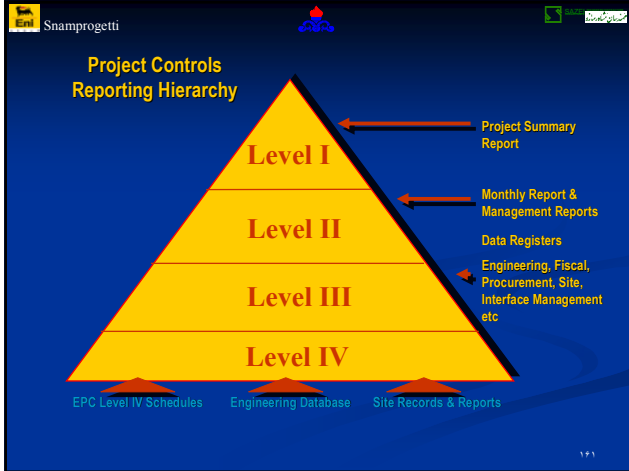 Eni
Snamprogetti
Project Controls
Reporting Hierarchy
Level I
Level II
Level III
Level IV
Project Summary
Report
Monthly Report &
Management Reports
Data Registers
Engineering, Fiscal,
Procurement, Site,
Interface Management
etc
EPC Level IV Schedules
Engineering Database
Site Records & Reports
۱۶۱